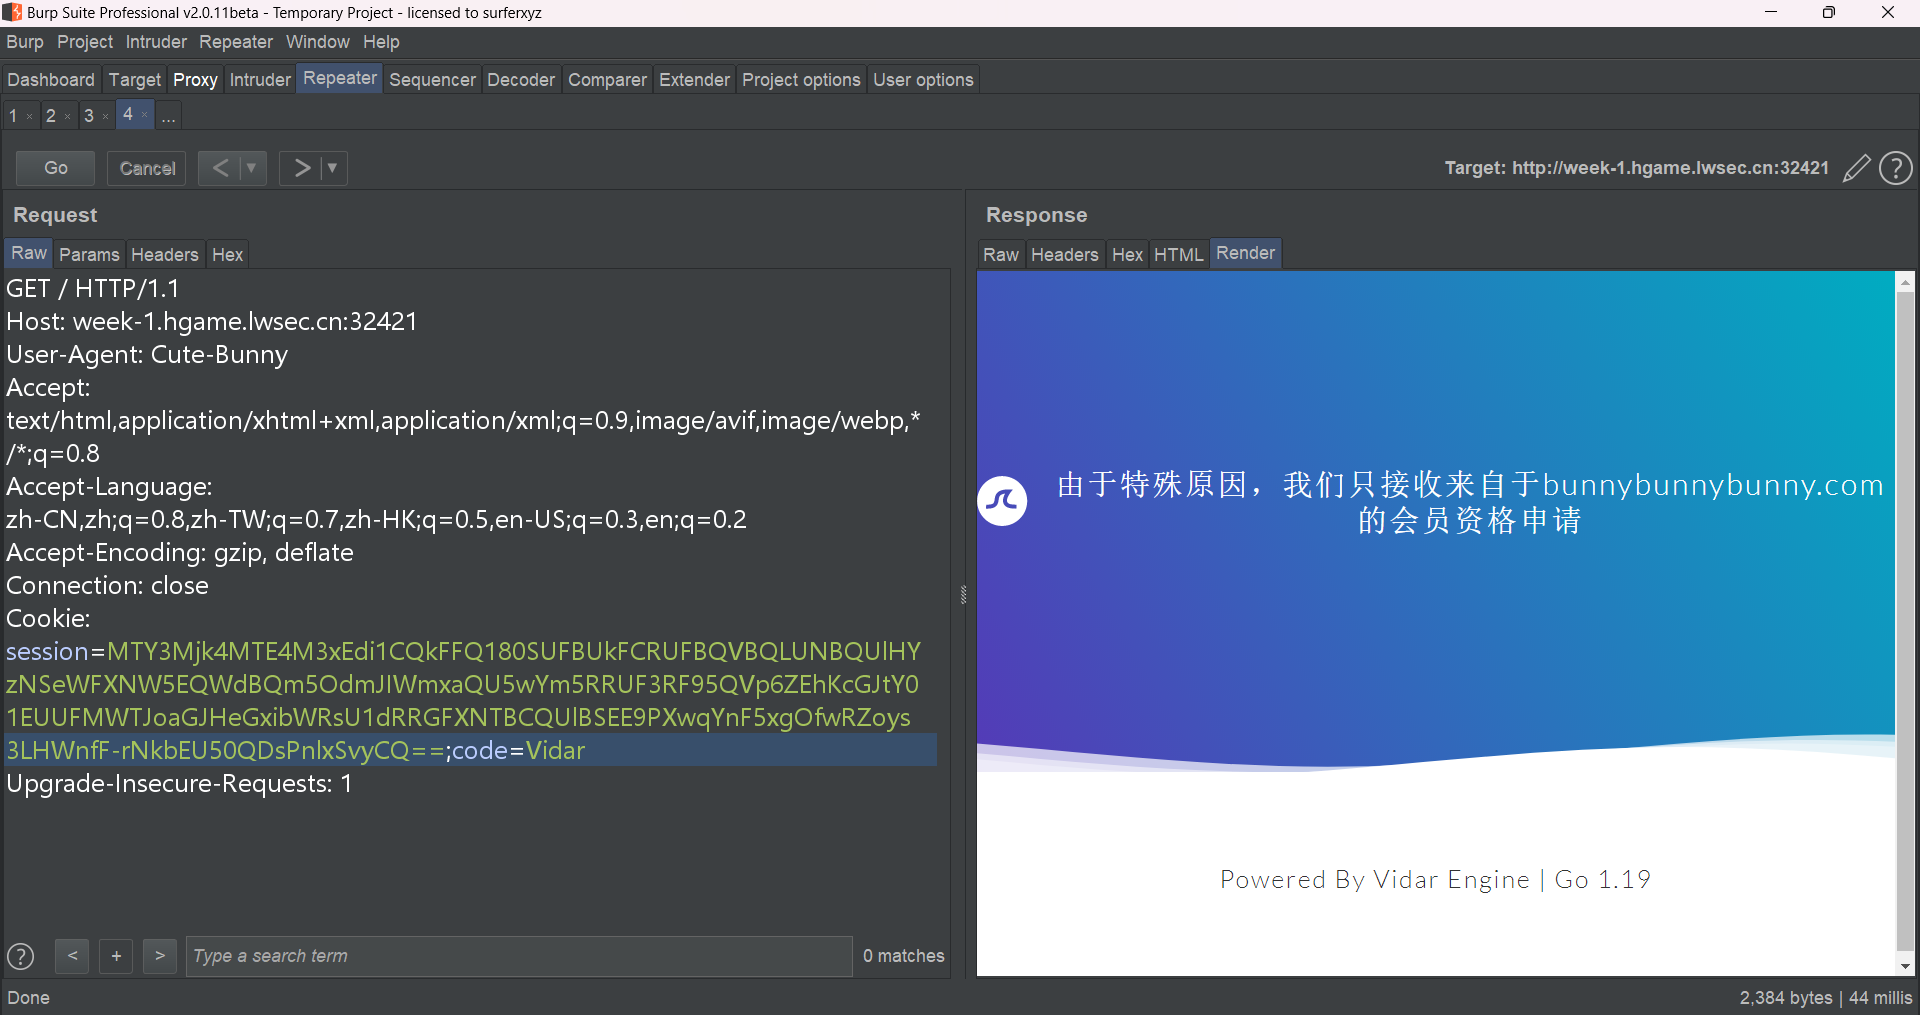 Burp Suite Professional v2.0.11beta - Temporary Project - licensed to surferxyz
Burp Project Intruder Repeater Window Help
Dashboard Target Proxy Intruder Repeater Sequencer Decoder Comparer Extender Project options User options
1 × 2 × 3 × 4 × ...
Go Cancel < ▼ > ▼
Target: http://week-1.hgame.lwsec.cn:32421 ?
Request
Raw Params Headers Hex
GET / HTTP/1.1
Host: week-1.hgame.lwsec.cn:32421
User-Agent: Cute-Bunny
Accept:
text/html,application/xhtml+xml,application/xml;q=0.9,image/avif,image/webp,*
/*;q=0.8
Accept-Language:
zh-CN,zh;q=0.8,zh-TW;q=0.7,zh-HK;q=0.5,en-US;q=0.3,en;q=0.2
Accept-Encoding: gzip, deflate
Connection: close
Cookie:
session=MTY3Mjk4MTE4M3xEdi1CQkFFQ180SUFBUkFCRUFBQVBQLUNBQUlHY
zNSeWFXNW5EQWdBQm5OdmJIWmxaQU5wYm5RRUF3RF95QVp6ZEhKcGJtY0
1EUUFMWTJoaGJHeGxibWRsU1dRRGFXNTBCQUlBSEE9PXwqYnF5xgOfwRZoys
3LHWnfF-rNkbEU50QDsPnlxSvyCQ==;code=Vidar
Upgrade-Insecure-Requests: 1
? < + > Type a search term 0 matches
Response
Raw Headers Hex HTML Render
由于特殊原因，我们只接收来自于bunnybunnybunny.com
的会员资格申请
Powered By Vidar Engine | Go 1.19
Done
2,384 bytes | 44 millis